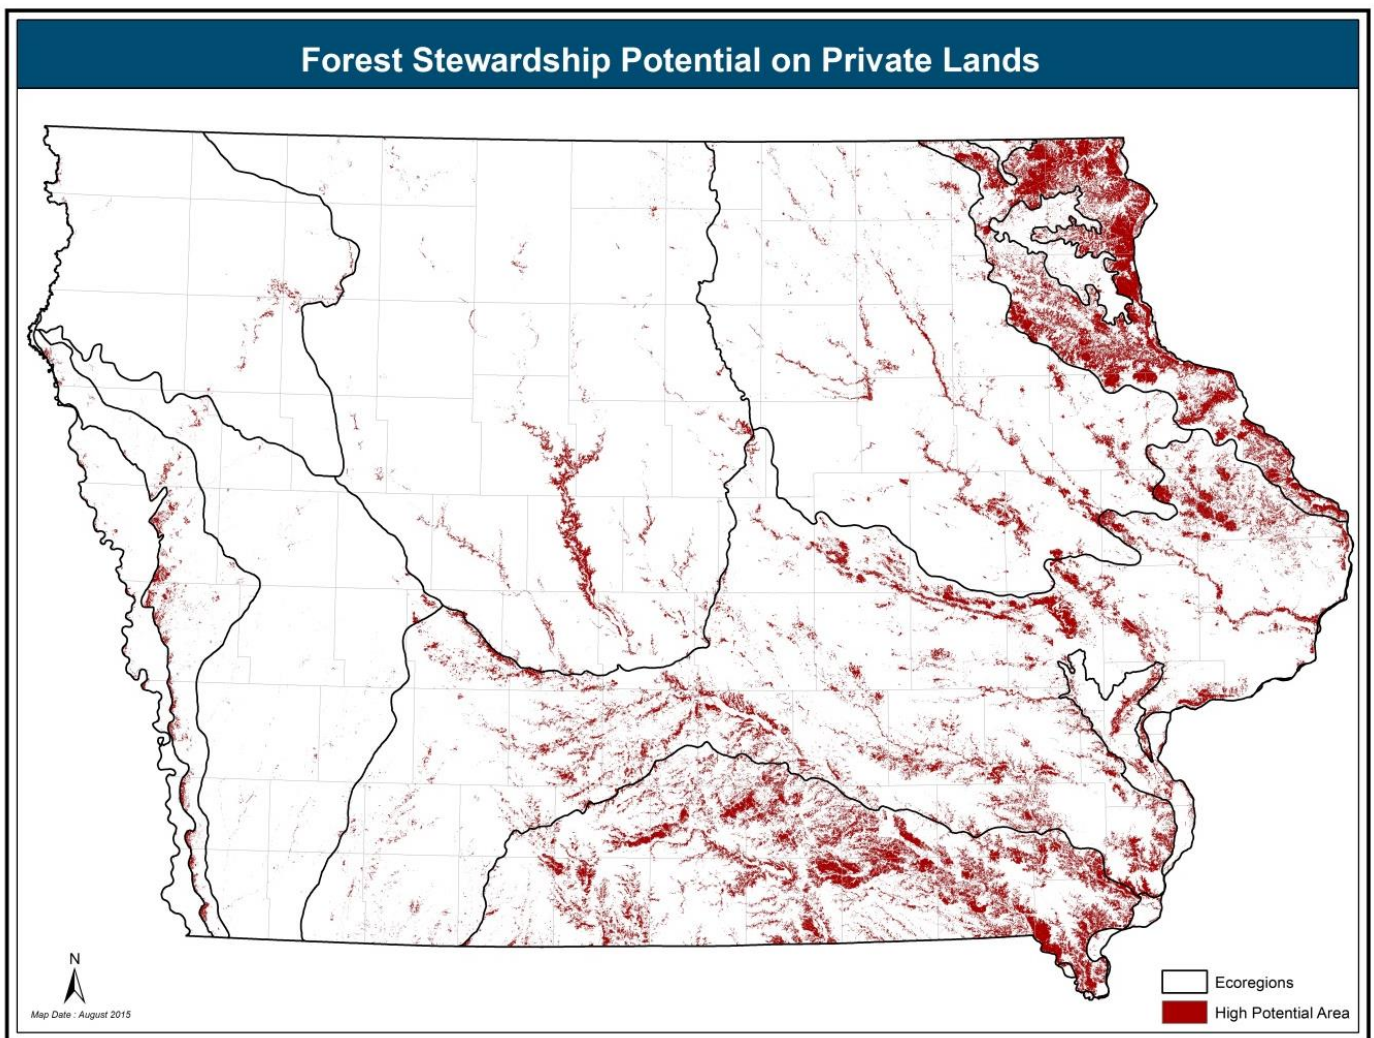 Forest Stewardship Potential on Private Lands
N
Map Date : August 2015
Ecoregions
High Potential Area